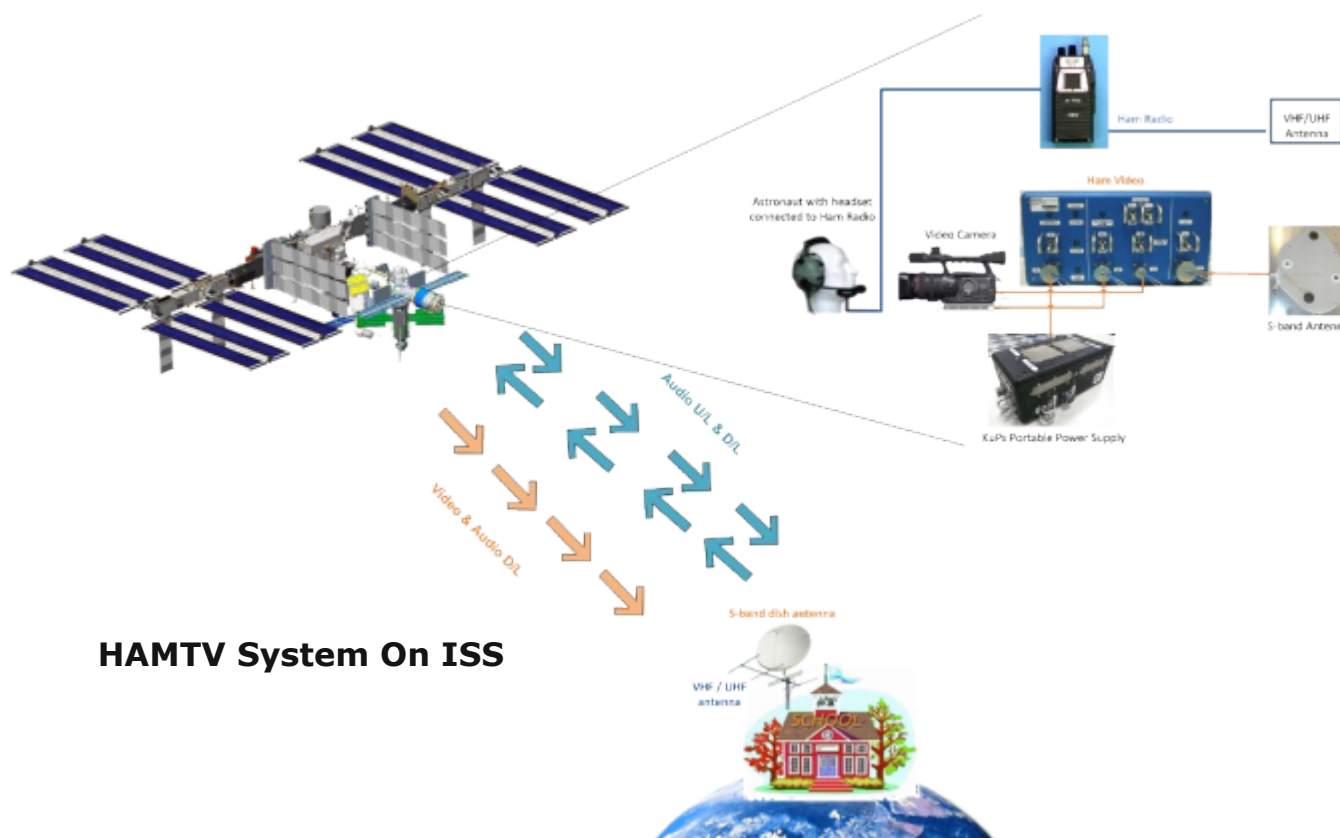 Ham Radio
VHF/UHF
Antenna
Ham Video
Astronaut with headset
connected to Ham Radio
Video Camera
S-band Antenn
KuPs Portable Power Supply
Audio U/L & D/L
Video & Audio D/L
S-band dish antenna
HAMTV System On ISS
VHF / UHF
antenna
SCHOOL